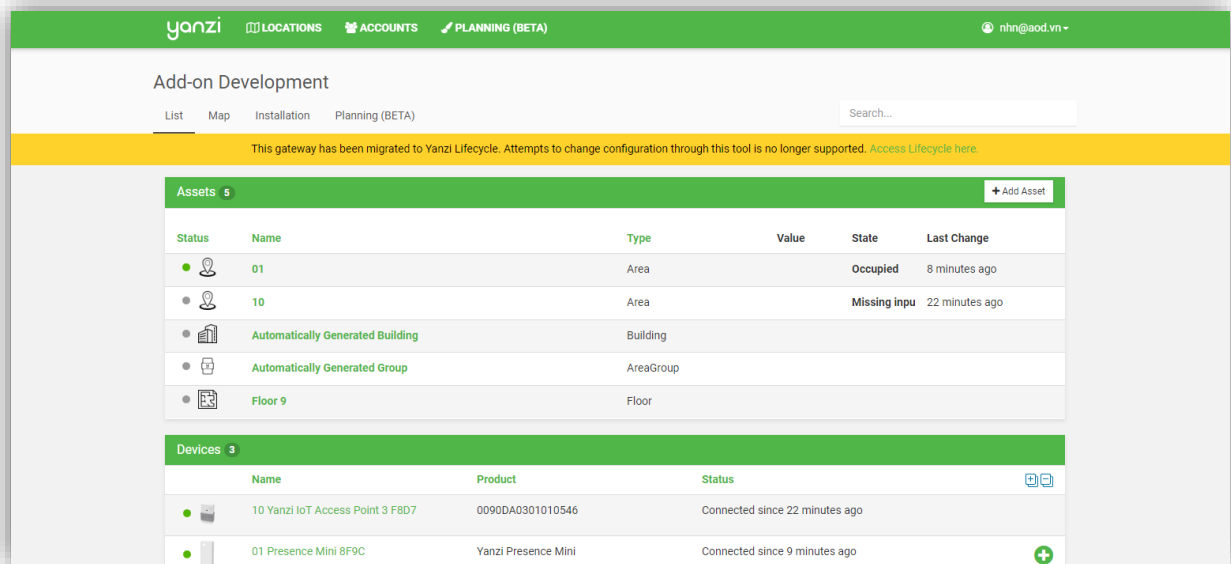 yanzi LOCATIONS ACCOUNTS PLANNING (BETA) nhn@aod.vn
Add-on Development
List Map Installation Planning (BETA) Search...
This gateway has been migrated to Yanzi Lifecycle. Attempts to change configuration through this tool is no longer supported. Access Lifecycle here.
Assets 5 + Add Asset
Status Name Type Value State Last Change
01 Area Occupied 8 minutes ago
10 Area Missing inpu 22 minutes ago
Automatically Generated Building Building
Automatically Generated Group AreaGroup
Floor 9 Floor
Devices 3
Name Product Status
10 Yanzi IoT Access Point 3 F8D7 0090DA0301010546 Connected since 22 minutes ago
01 Presence Mini 8F9C Yanzi Presence Mini Connected since 9 minutes ago